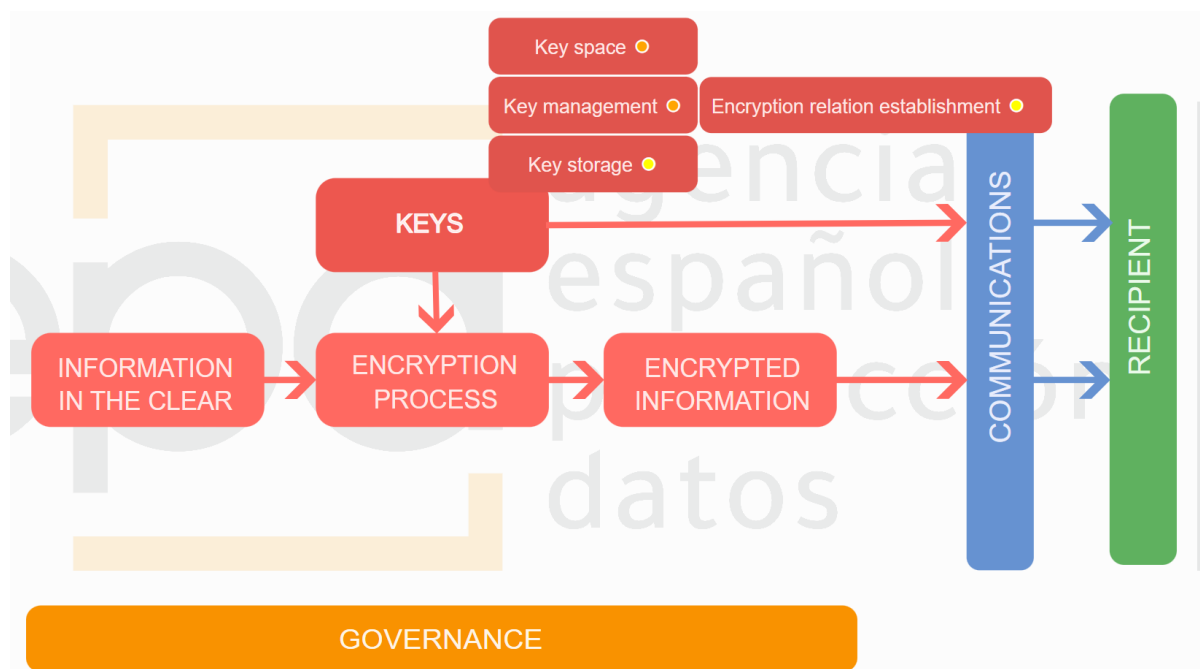 Key space
Key management
Encryption relation establishment
Key storage
KEYS
INFORMATION
IN THE CLEAR
ENCRYPTION
PROCESS
ENCRYPTED
INFORMATION
COMMUNICATIONS
RECIPIENT
agencia
español
datos
GOVERNANCE